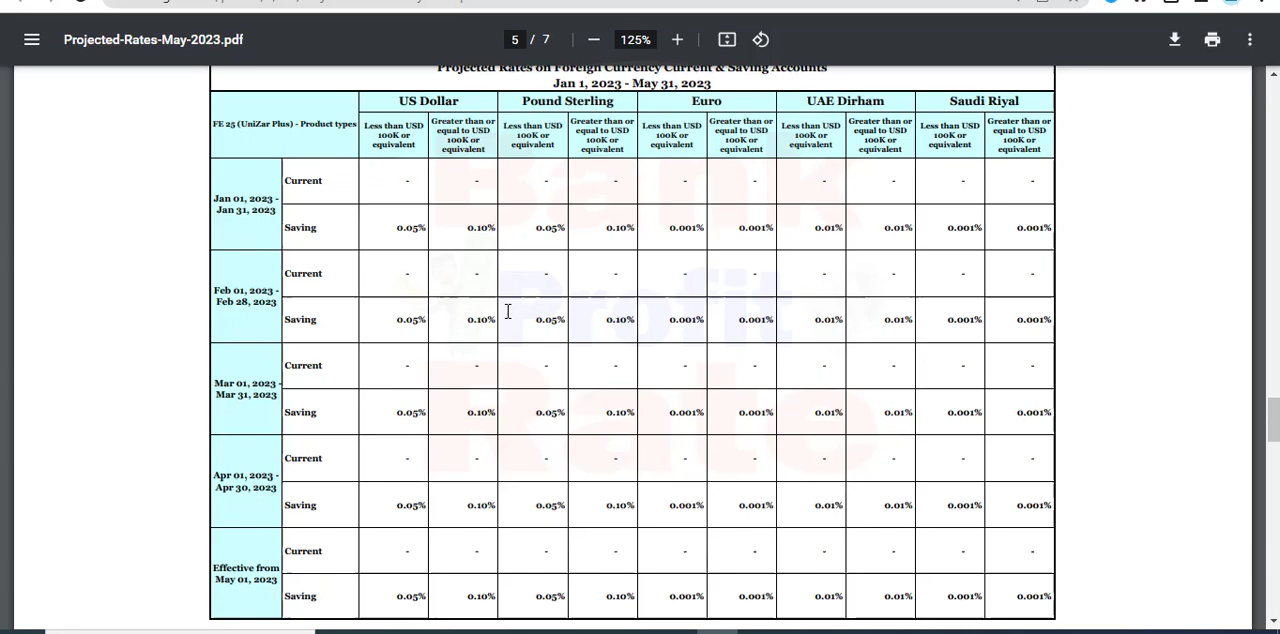 Projected-Rates-May-2023.pdf
5 / 7
125%
Projected Rates on Foreign Currency Current & Saving Accounts
Jan 1, 2023 - May 31, 2023
FE 25 (UniZar Plus) - Product types
US Dollar Pound Sterling Euro UAE Dirham Saudi Riyal
Less than USD 100K or equivalent Greater than or equal to USD 100K or equivalent Less than USD 100K or equivalent Greater than or equal to USD 100K or equivalent Less than USD 100K or equivalent Greater than or equal to USD 100K or equivalent Less than USD 100K or equivalent Greater than or equal to USD 100K or equivalent Less than USD 100K or equivalent Greater than or equal to USD 100K or equivalent
Jan 01, 2023 -
Jan 31, 2023
Current - - - - - - - - - -
Saving 0.05% 0.10% 0.05% 0.10% 0.001% 0.001% 0.01% 0.01% 0.001% 0.001%
Feb 01, 2023 -
Feb 28, 2023
Current - - - - - - - - - -
Saving 0.05% 0.10% 0.05% 0.10% 0.001% 0.001% 0.01% 0.01% 0.001% 0.001%
Mar 01, 2023 -
Mar 31, 2023
Current - - - - - - - - - -
Saving 0.05% 0.10% 0.05% 0.10% 0.001% 0.001% 0.01% 0.01% 0.001% 0.001%
Apr 01, 2023 -
Apr 30, 2023
Current - - - - - - - - - -
Saving 0.05% 0.10% 0.05% 0.10% 0.001% 0.001% 0.01% 0.01% 0.001% 0.001%
Effective from
May 01, 2023
Current - - - - - - - - - -
Saving 0.05% 0.10% 0.05% 0.10% 0.001% 0.001% 0.01% 0.01% 0.001% 0.001%
Bank
Profit
Rate